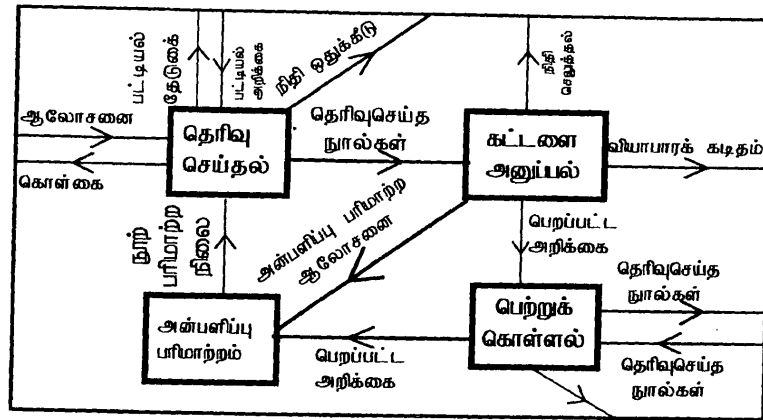 பட்டியல்
தேடுகை
பட்டியல்
அறிக்கை
நிதி ஒதுக்கீடு
நிதி
செலுத்தல்
ஆலோசனை
கொள்கை
தெரிவு
செய்தல்
தெரிவுசெய்த
நுால்கள்
கட்டளை
அனுப்பல்
வியாபாரக் கடிதம்
நூற்
பரிமாற்ற
நிலை
அன்பளிப்பு பரிமாற்ற
ஆலோசனை
பெறப்பட்ட
அறிக்கை
அன்பளிப்பு
பரிமாற்றம்
பெறப்பட்ட
அறிக்கை
பெற்றுக்
கொள்ளல்
தெரிவுசெய்த
நுால்கள்
தெரிவுசெய்த
நுால்கள்